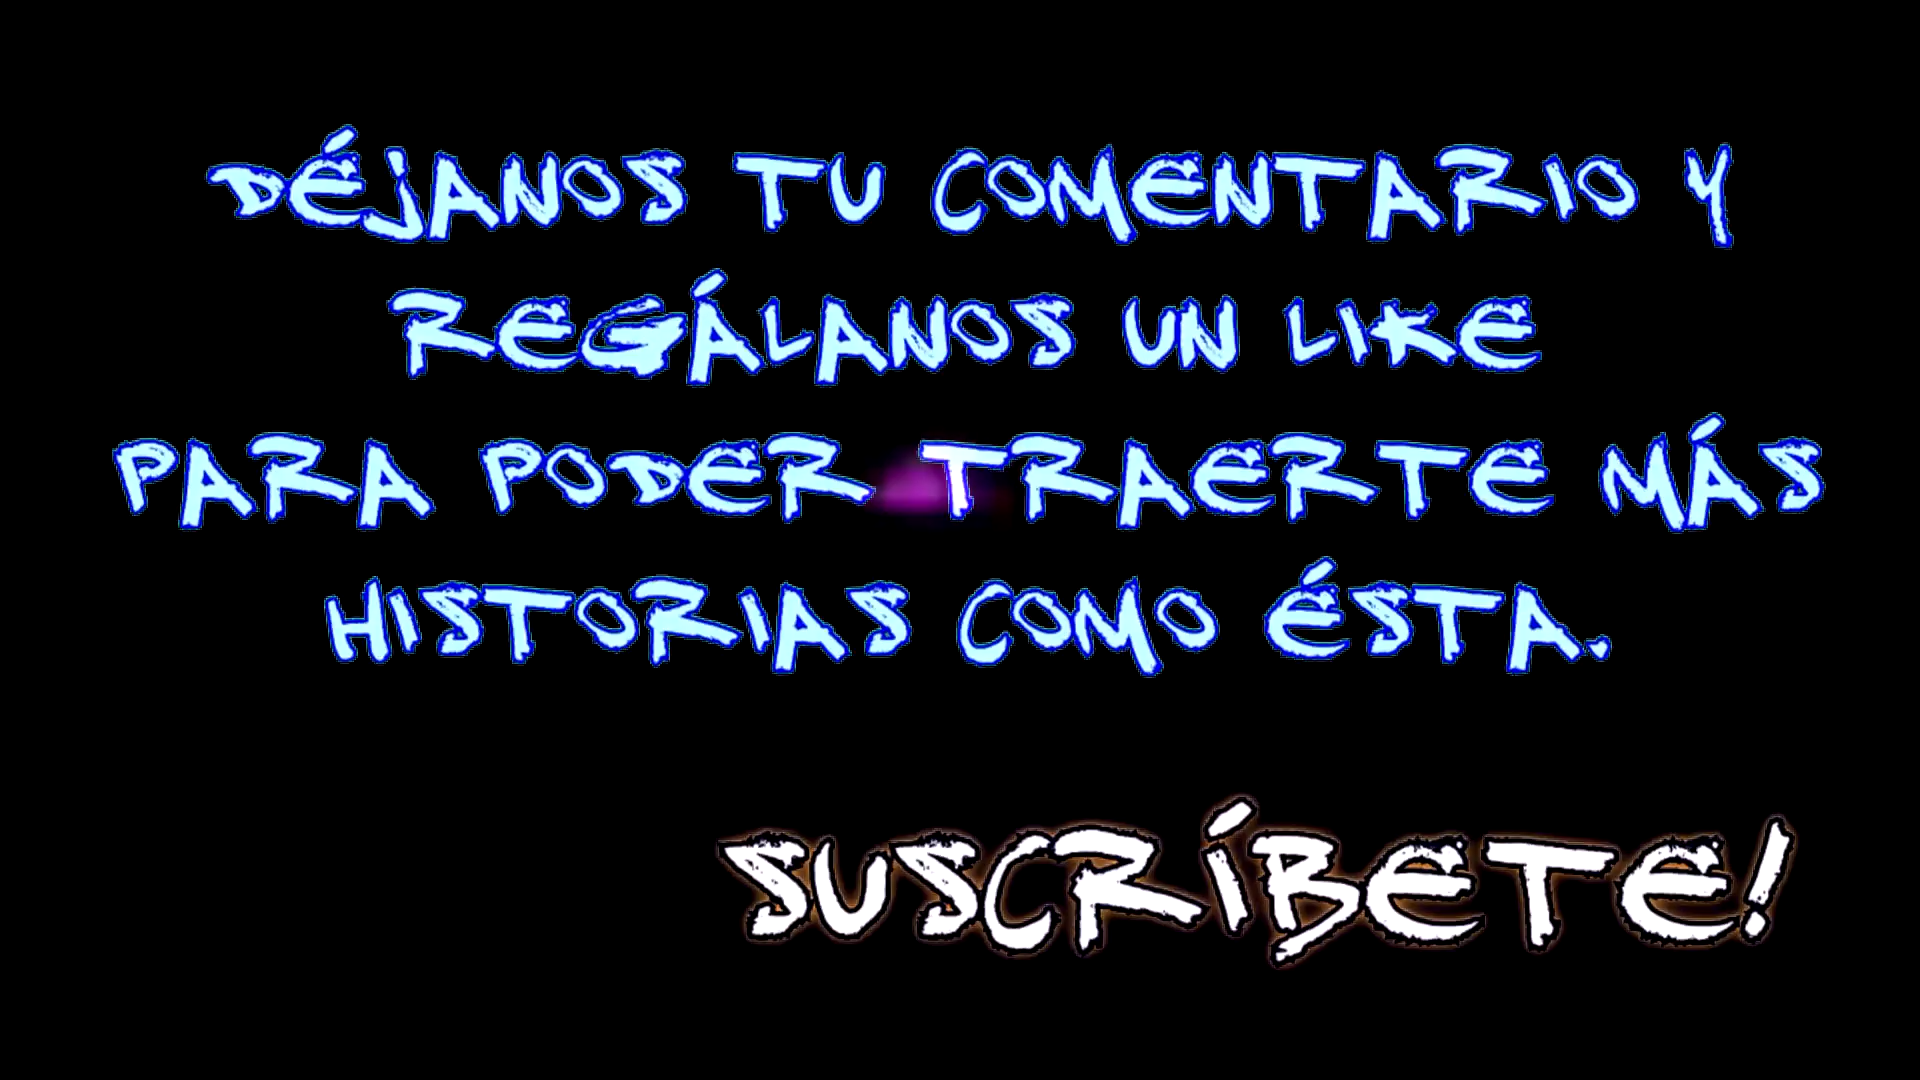 DÉJANOS TU COMENTARIO Y
REGÁLANOS UN LIKE
PARA PODER TRAERTE MÁS
HISTORIAS COMO ÉSTA.
SUSCRÍBETE!